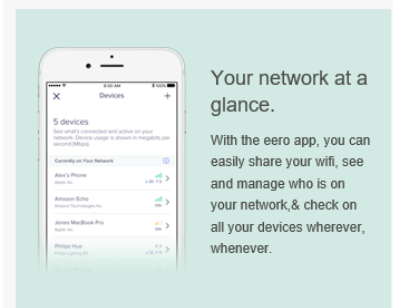 9:00 AM
Devices
5 devices
See what's connected and active on your
network. Device usage is shown in megabits per
second (Mbps).
Currently on Your Network
Alex's Phone
Apple, Inc.
Amazon Echo
Amazon Technologies Inc.
Jones MacBook Pro
Apple, Inc.
Philips Hue
Philips Lighting BV
Your network at a
glance.
With the eero app, you can
easily share your wifi, see
and manage who is on
your network,& check on
all your devices wherever,
whenever.